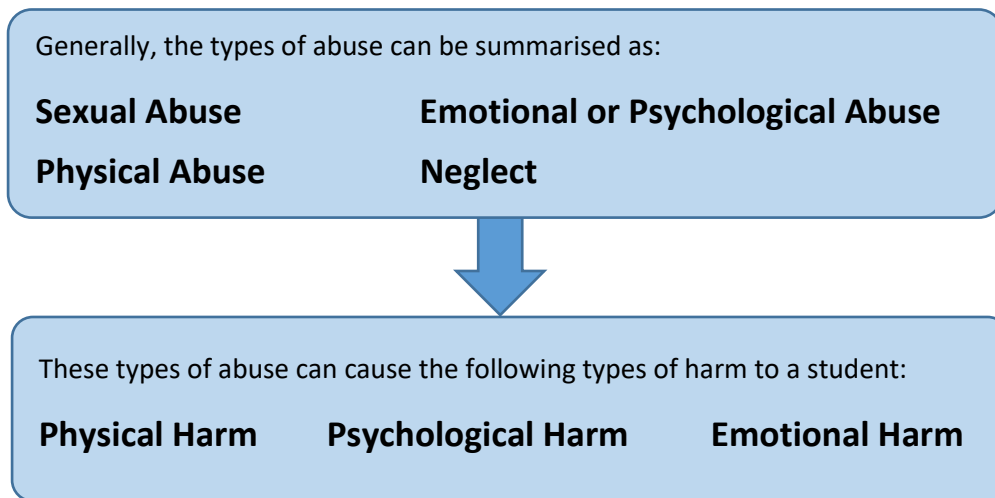 Generally, the types of abuse can be summarised as:
Sexual Abuse Emotional or Psychological Abuse
Physical Abuse Neglect
These types of abuse can cause the following types of harm to a student:
Physical Harm Psychological Harm Emotional Harm